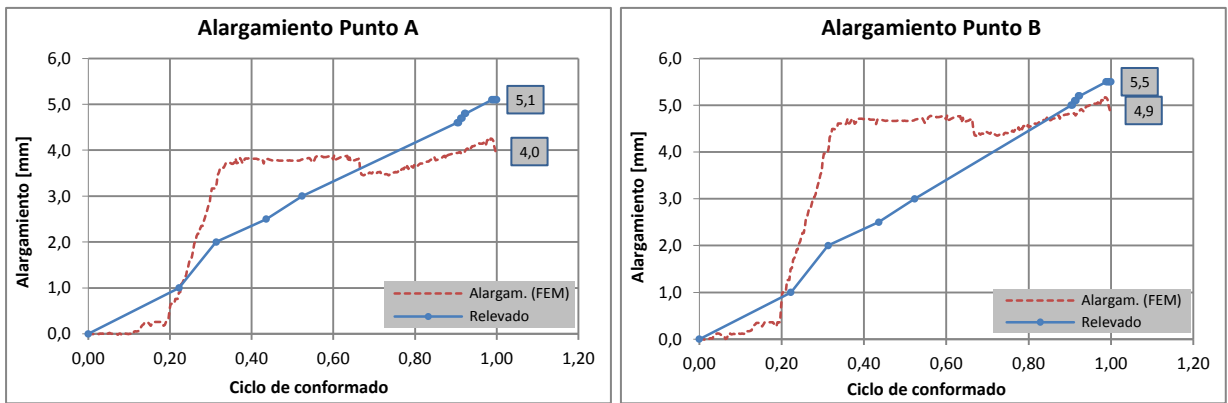 Alargamiento Punto A
Alargamiento [mm]
6,0
5,0
4,0
3,0
2,0
1,0
0,0
5,1
4,0
Alargam. (FEM)
Relevado
0,00 0,20 0,40 0,60 0,80 1,00 1,20
Ciclo de conformado
Alargamiento Punto B
Alargamiento [mm]
6,0
5,0
4,0
3,0
2,0
1,0
0,0
5,5
4,9
Alargam. (FEM)
Relevado
0,00 0,20 0,40 0,60 0,80 1,00 1,20
Ciclo de conformado